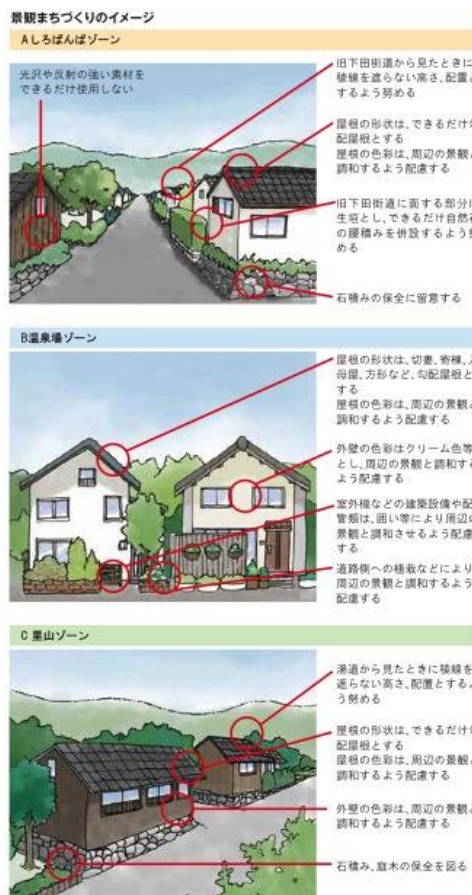 景観まちづくりのイメージ
Aしろばんばゾーン
光沢や反射の強い素材を
できるだけ使用しない
旧下田街道から見たときに
稜線を遮らない高さ、配置と
するよう努める
屋根の形状は、できるだけ
配屋根とする
屋根の色彩は、周辺の景観と
調和するよう配慮する
旧下田街道に面する部分は
生垣とし、できるだけ自然石
の腰積みを併設するよう
める
石積みの保全に留意する
B温泉場ゾーン
屋根の形状は、切妻、寄棟、
母屋、方形など、勾配屋根と
する
屋根の色彩は、周辺の景観と
調和するよう配慮する
外壁の色彩はクリーム色等
とし、周辺の景観と調和する
よう配慮する
室外機などの建築設備や配
管類は、囲い等により周辺の
景観と調和させるよう配慮
する
道路側への植栽などにより
周辺の景観と調和するよう
配慮する
C 里山ゾーン
湯道から見たときに稜線を
遮らない高さ、配置とする
う努める
屋根の形状は、できるだけ
配屋根とする
屋根の色彩は、周辺の景観と
調和するよう配慮する
外壁の色彩は、周辺の景観と
調和するよう配慮する
石積み、庭木の保全を図る